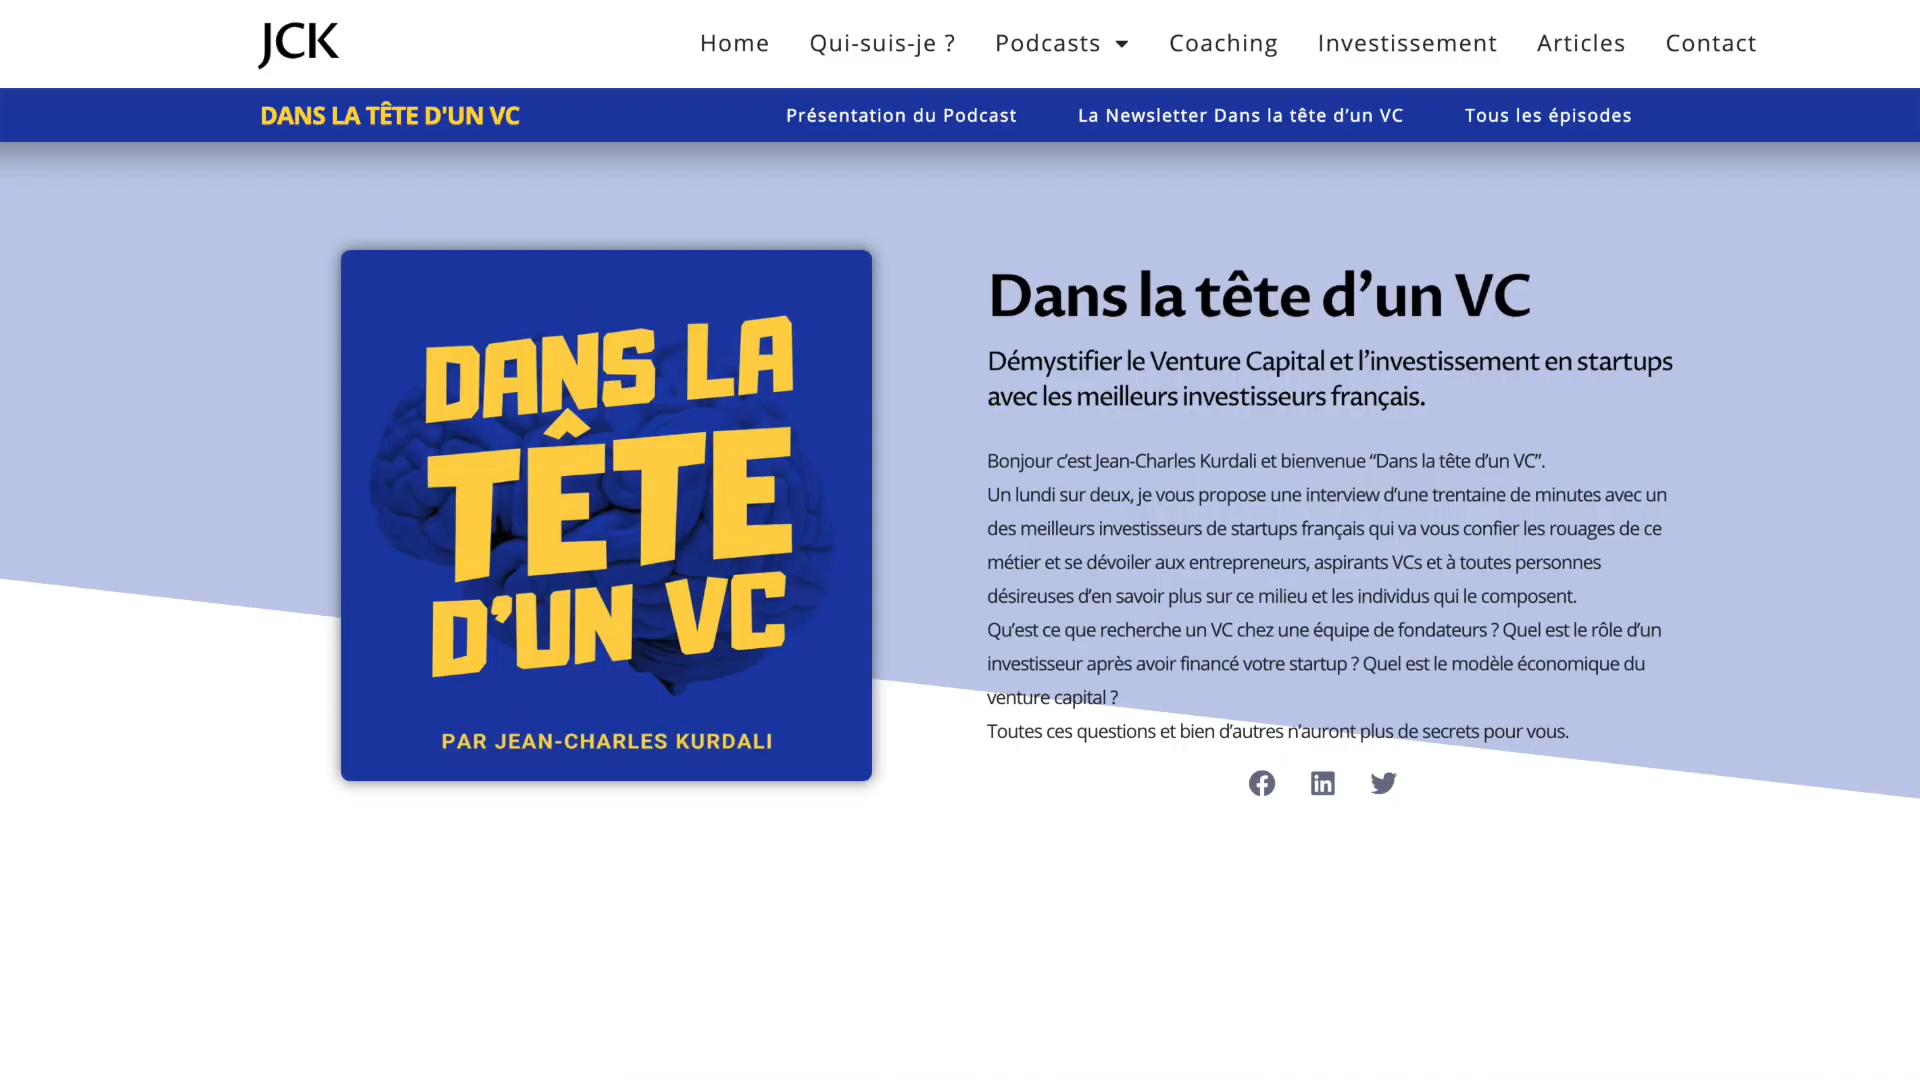 JCK
Home
Qui-suis-je ?
Podcasts
Coaching
Investissement
Articles
Contact
DANS LA TÊTE D'UN VC
Présentation du Podcast
La Newsletter Dans la tête d’un VC
Tous les épisodes
DANS LA
TÊTE
D’UN VC
PAR JEAN-CHARLES KURDALI
Dans la tête d’un VC
Démystifier le Venture Capital et l’investissement en startups
avec les meilleurs investisseurs français.
Bonjour c’est Jean-Charles Kurdali et bienvenue “Dans la tête d’un VC”.
Un lundi sur deux, je vous propose une interview d’une trentaine de minutes avec un
des meilleurs investisseurs de startups français qui va vous confier les rouages de ce
métier et se dévoiler aux entrepreneurs, aspirants VCs et à toutes personnes
désireuses d’en savoir plus sur ce milieu et les individus qui le composent.
Qu’est ce que recherche un VC chez une équipe de fondateurs ? Quel est le rôle d’un
investisseur après avoir financé votre startup ? Quel est le modèle économique du
venture capital ?
Toutes ces questions et bien d’autres n’auront plus de secrets pour vous.